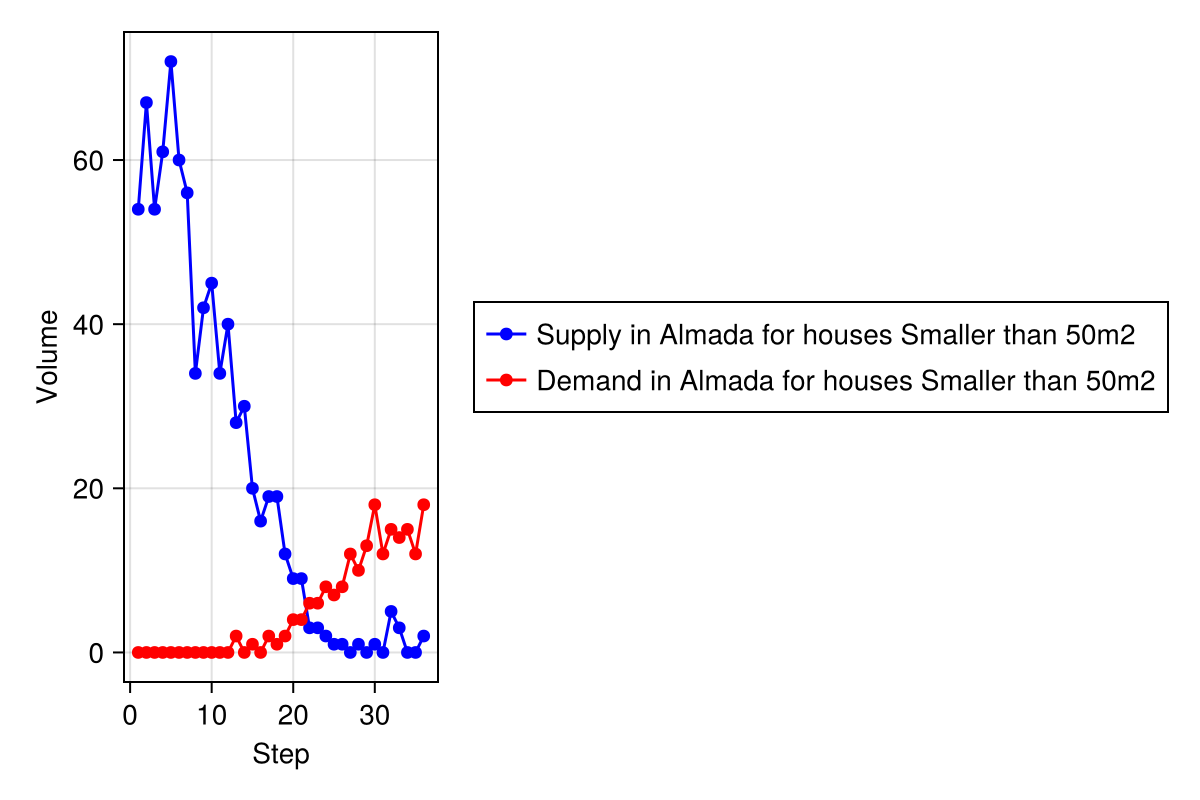 Volume
60
40
20
0
0 10 20 30
Step
Supply in Almada for houses Smaller than 50m2
Demand in Almada for houses Smaller than 50m2